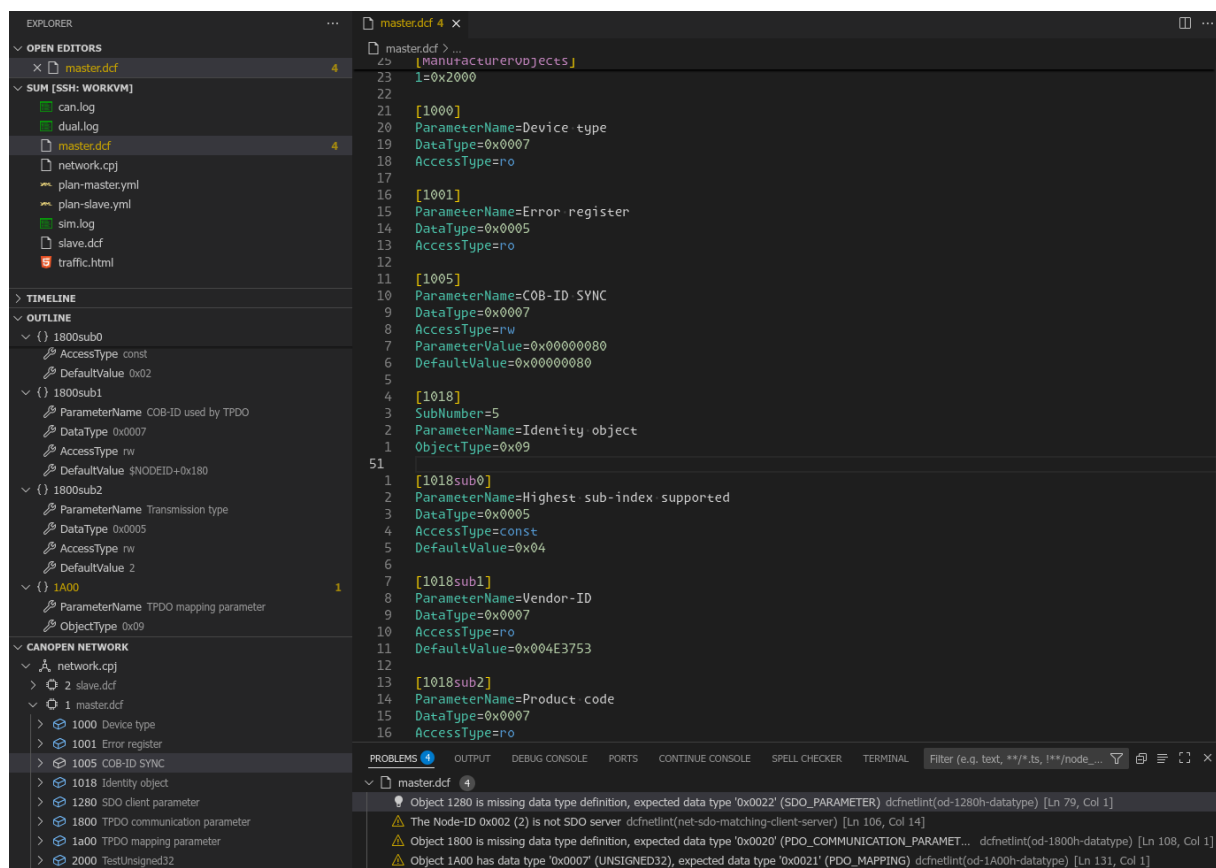 EXPLORER ···
OPEN EDITORS
× master.dcf 4
SUM [SSH: WORKVM]
can.log
dual.log
master.dcf 4
network.cpj
plan-master.yml
plan-slave.yml
sim.log
slave.dcf
traffic.html
TIMELINE
OUTLINE
{} 1800sub0
AccessType const
DefaultValue 0x02
{} 1800sub1
ParameterName COB-ID used by TPDO
DataType 0x0007
AccessType rw
DefaultValue $NODEID+0x180
{} 1800sub2
ParameterName Transmission type
DataType 0x0005
AccessType rw
DefaultValue 2
{} 1A00 1
ParameterName TPDO mapping parameter
ObjectType 0x09
CANOPEN NETWORK
network.cpj
2 slave.dcf
1 master.dcf
1000 Device type
1001 Error register
1005 COB-ID SYNC
1018 Identity object
1280 SDO client parameter
1800 TPDO communication parameter
1a00 TPDO mapping parameter
2000 TestUnsigned32
master.dcf 4 ×
master.dcf > ...
25 [ManufacturerObjects]
23 1=0x2000
22
21 [1000]
20 ParameterName=Device·type
19 DataType=0x0007
18 AccessType=ro
17
16 [1001]
15 ParameterName=Error·register
14 DataType=0x0005
13 AccessType=ro
12
11 [1005]
10 ParameterName=COB-ID·SYNC
9 DataType=0x0007
8 AccessType=rw
7 ParameterValue=0x00000080
6 DefaultValue=0x00000080
5
4 [1018]
3 SubNumber=5
2 ParameterName=Identity·object
1 ObjectType=0x09
51
1 [1018sub0]
2 ParameterName=Highest·sub-index·supported
3 DataType=0x0005
4 AccessType=const
5 DefaultValue=0x04
6
7 [1018sub1]
8 ParameterName=Vendor-ID
9 DataType=0x0007
10 AccessType=ro
11 DefaultValue=0x004E3753
12
13 [1018sub2]
14 ParameterName=Product·code
15 DataType=0x0007
16 AccessType=ro
PROBLEMS 4 OUTPUT DEBUG CONSOLE PORTS CONTINUE CONSOLE SPELL CHECKER TERMINAL Filter (e.g. text, **/*.ts, !**/node_...
master.dcf 4
Object 1280 is missing data type definition, expected data type '0x0022' (SDO_PARAMETER) dcfnetlint(od-1280h-datatype) [Ln 79, Col 1]
The Node-ID 0x002 (2) is not SDO server dcfnetlint(net-sdo-matching-client-server) [Ln 106, Col 14]
Object 1800 is missing data type definition, expected data type '0x0020' (PDO_COMMUNICATION_PARAMET... dcfnetlint(od-1800h-datatype) [Ln 108, Col 1]
Object 1A00 has data type '0x0007' (UNSIGNED32), expected data type '0x0021' (PDO_MAPPING) dcfnetlint(od-1A00h-datatype) [Ln 131, Col 1]